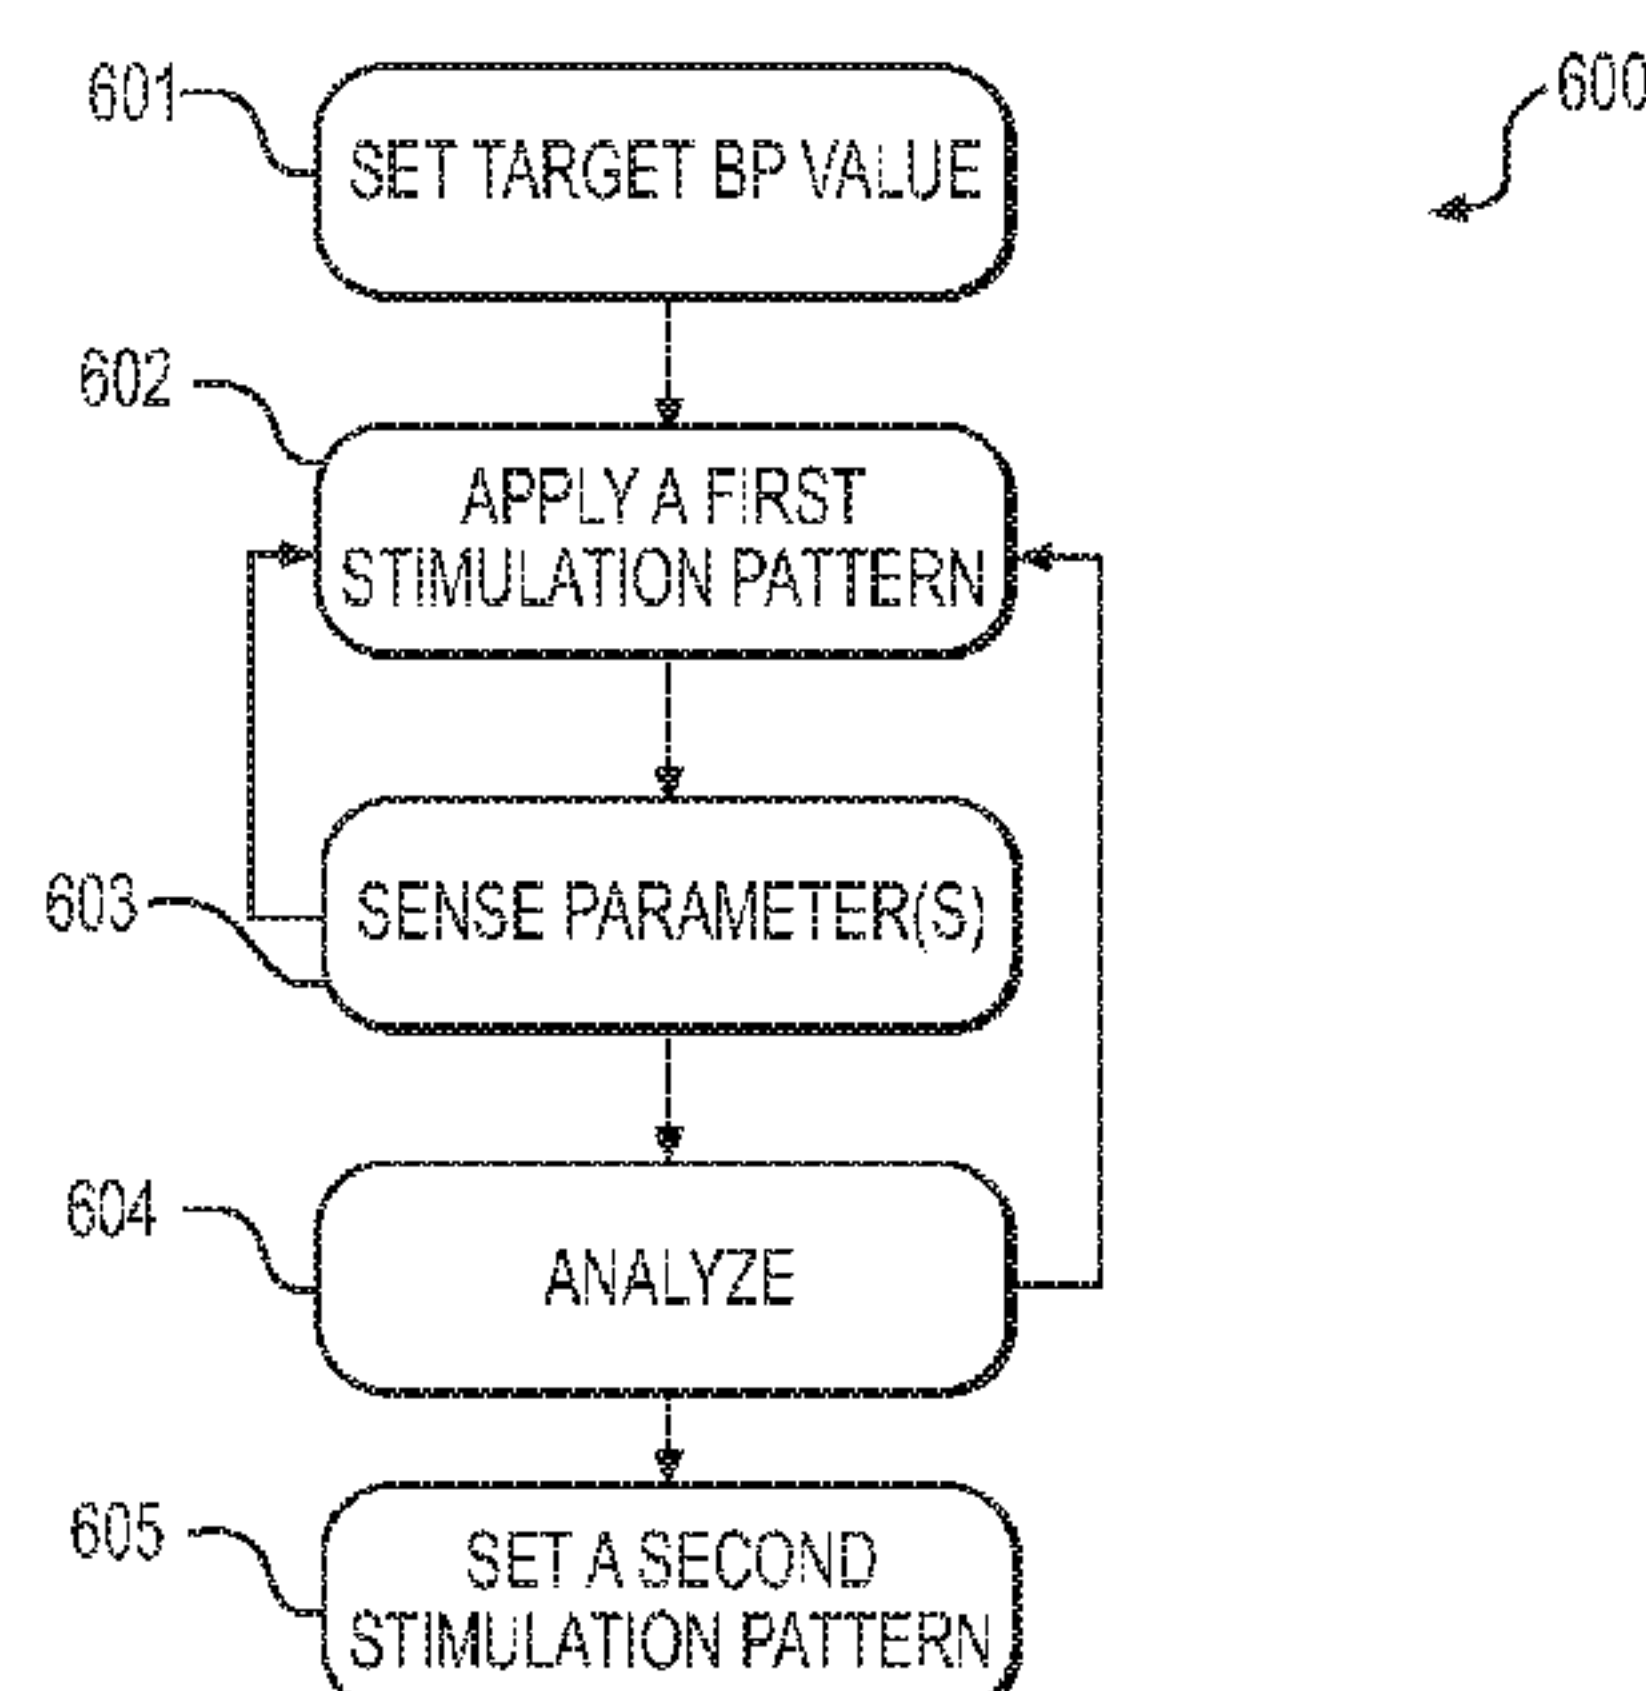 601
SET TARGET BP VALUE
600
602
APPLY A FIRST
STIMULATION PATTERN
603
SENSE PARAMETER(S)
604
ANALYZE
605
SET A SECOND
STIMULATION PATTERN